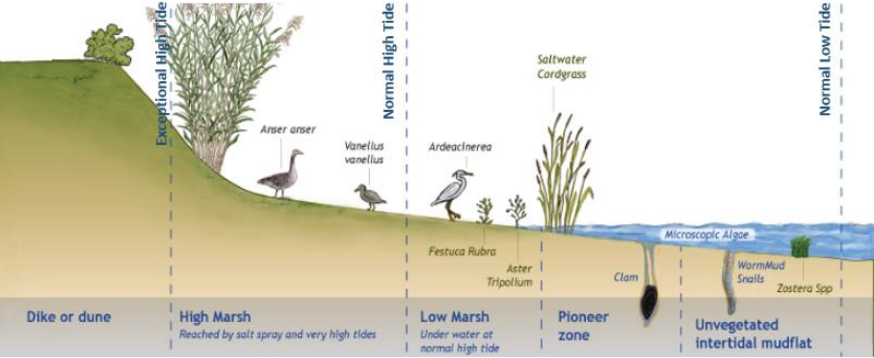 Exceptional High Tide
Normal High Tide
Normal Low Tide
Saltwater
Cordgrass
Anser anser
Vanellus
vanellus
Ardeacinerea
Microscopic Algae
Festuca Rubra
Aster
Tripolium
Clam
WormMud
Snails
Zostera Spp
Dike or dune
High Marsh
Reached by salt spray and very high tides
Low Marsh
Under water at
normal high tide
Pioneer
zone
Unvegetated
intertidal mudflat